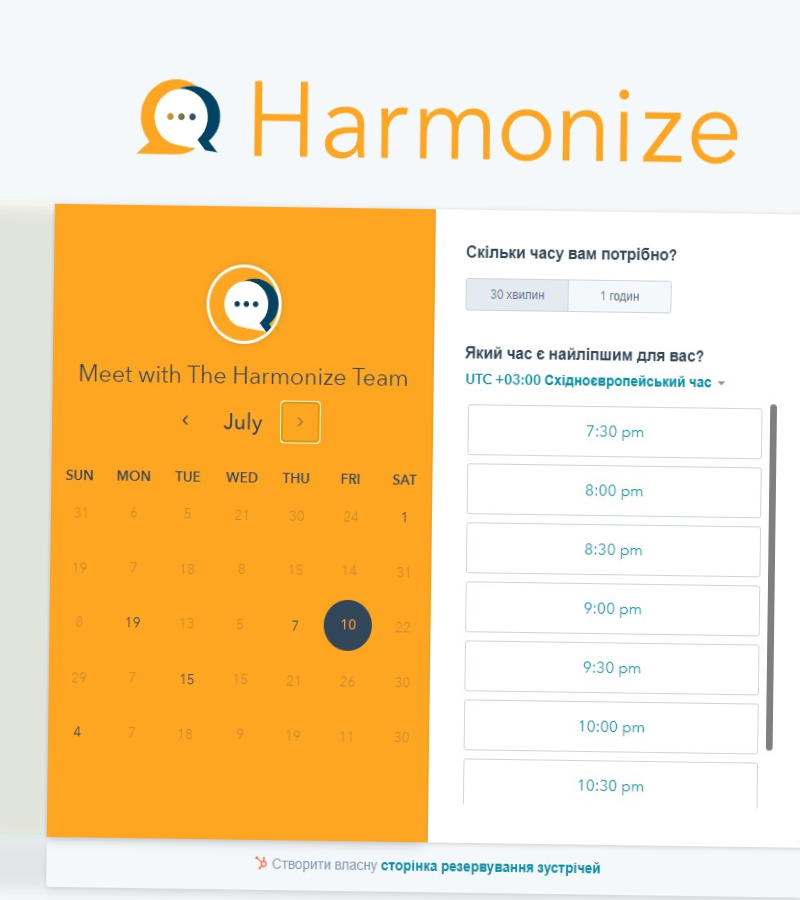 Harmonize
Meet with The Harmonize Team
July
SUN MON TUE WED THU FRI SAT
31 6 5 21 30 24 1
19 7 18 8 15 14 31
8 19 13 5 7 10 22
29 7 15 15 21 26 30
4 7 18 9 19 11 30
Скільки часу вам потрібно?
30 хвилин 1 годин
Який час є найліпшим для вас?
UTC +03:00 Східноєвропейський час
7:30 pm
8:00 pm
8:30 pm
9:00 pm
9:30 pm
10:00 pm
10:30 pm
Створити власну сторінка резервування зустрічей